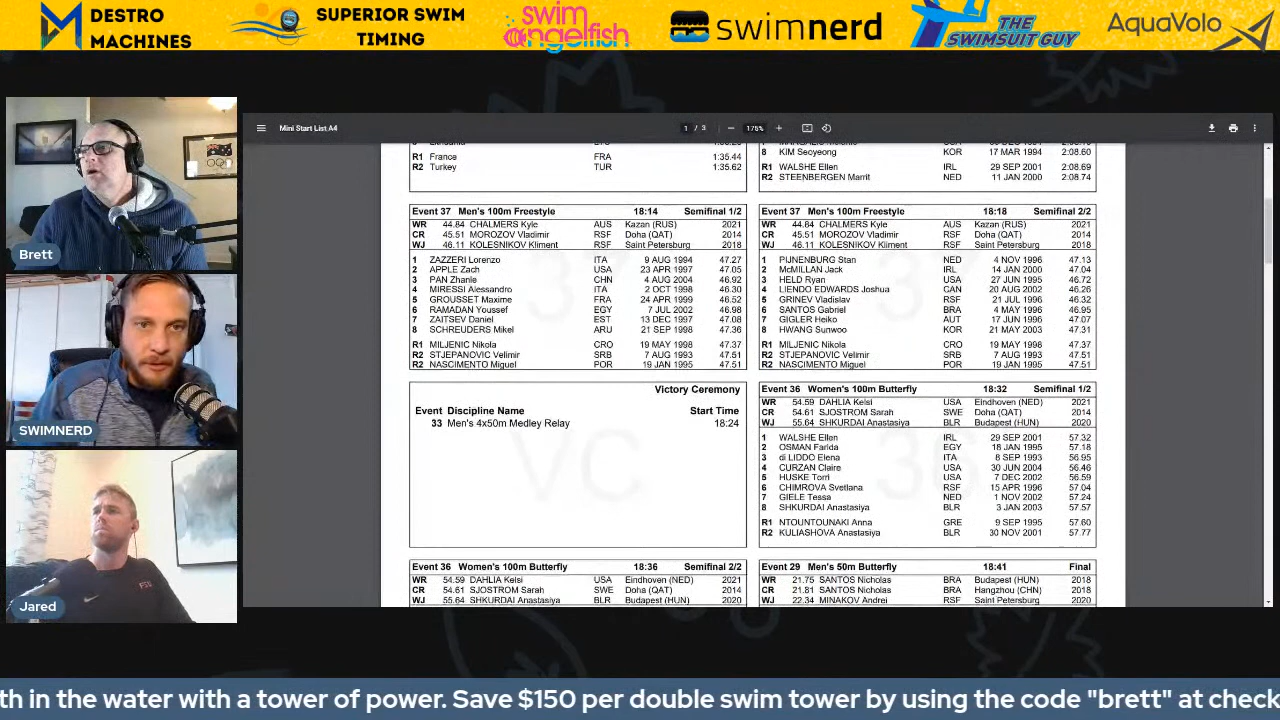 DESTRO MACHINES
SUPERIOR SWIM TIMING
swim angelfish
swimnerd
THE SWIMSUIT GUY
AquaVolo
Brett
SWIMNERD
Jared
FSU
Mini Start List A4
1 / 3
175%
R1 France FRA 1:35.44
R2 Turkey TUR 1:35.62
8 KIM Seoyeong KOR 17 MAR 1994 2:08.60
R1 WALSHE Ellen IRL 29 SEP 2001 2:08.69
R2 STEENBERGEN Marrit NED 11 JAN 2000 2:08.74
Event 37 Men's 100m Freestyle 18:14 Semifinal 1/2
WR 44.84 CHALMERS Kyle AUS Kazan (RUS) 2021
CR 45.51 MOROZOV Vladimir RSF Doha (QAT) 2014
WJ 46.11 KOLESNIKOV Kliment RSF Saint Petersburg 2018
1 ZAZZERI Lorenzo ITA 9 AUG 1994 47.27
2 APPLE Zach USA 23 APR 1997 47.05
3 PAN Zhanle CHN 4 AUG 2004 46.92
4 MIRESSI Alessandro ITA 2 OCT 1998 46.30
5 GROUSSET Maxime FRA 24 APR 1999 46.52
6 RAMADAN Youssef EGY 7 JUL 2002 46.98
7 ZAITSEV Daniel EST 13 DEC 1997 47.08
8 SCHREUDERS Mikel ARU 21 SEP 1998 47.36
R1 MILJENIC Nikola CRO 19 MAY 1998 47.37
R2 STJEPANOVIC Velimir SRB 7 AUG 1993 47.51
R2 NASCIMENTO Miguel POR 19 JAN 1995 47.51
Event 37 Men's 100m Freestyle 18:18 Semifinal 2/2
WR 44.84 CHALMERS Kyle AUS Kazan (RUS) 2021
CR 45.51 MOROZOV Vladimir RSF Doha (QAT) 2014
WJ 46.11 KOLESNIKOV Kliment RSF Saint Petersburg 2018
1 PIJNENBURG Stan NED 4 NOV 1996 47.13
2 McMILLAN Jack IRL 14 JAN 2000 47.04
3 HELD Ryan USA 27 JUN 1995 46.72
4 LIENDO EDWARDS Joshua CAN 20 AUG 2002 46.26
5 GRINEV Vladislav RSF 21 JUL 1996 46.32
6 SANTOS Gabriel BRA 4 MAY 1996 46.95
7 GIGLER Heiko AUT 17 JUN 1996 47.07
8 HWANG Sunwoo KOR 21 MAY 2003 47.31
R1 MILJENIC Nikola CRO 19 MAY 1998 47.37
R2 STJEPANOVIC Velimir SRB 7 AUG 1993 47.51
R2 NASCIMENTO Miguel POR 19 JAN 1995 47.51
Victory Ceremony
Event Discipline Name Start Time
33 Men's 4x50m Medley Relay 18:24
VC
Event 36 Women's 100m Butterfly 18:32 Semifinal 1/2
WR 54.59 DAHLIA Kelsi USA Eindhoven (NED) 2021
CR 54.61 SJOSTROM Sarah SWE Doha (QAT) 2014
WJ 55.64 SHKURDAI Anastasiya BLR Budapest (HUN) 2020
1 WALSHE Ellen IRL 29 SEP 2001 57.32
2 OSMAN Farida EGY 18 JAN 1995 57.18
3 di LIDDO Elena ITA 8 SEP 1993 56.95
4 CURZAN Claire USA 30 JUN 2004 56.46
5 HUSKE Torri USA 7 DEC 2002 56.59
6 CHIMROVA Svetlana RSF 15 APR 1996 57.04
7 GIELE Tessa NED 1 NOV 2002 57.24
8 SHKURDAI Anastasiya BLR 3 JAN 2003 57.57
R1 NTOUNTOUNAKI Anna GRE 9 SEP 1995 57.60
R2 KULIASHOVA Anastasiya BLR 30 NOV 2001 57.77
Event 36 Women's 100m Butterfly 18:36 Semifinal 2/2
WR 54.59 DAHLIA Kelsi USA Eindhoven (NED) 2021
CR 54.61 SJOSTROM Sarah SWE Doha (QAT) 2014
WJ 55.64 SHKURDAI Anastasiya BLR Budapest (HUN) 2020
Event 29 Men's 50m Butterfly 18:41 Final
WR 21.75 SANTOS Nicholas BRA Budapest (HUN) 2018
CR 21.81 SANTOS Nicholas BRA Hangzhou (CHN) 2018
WJ 22.34 MINAKOV Andrei RSF Saint Petersburg 2020
th in the water with a tower of power. Save $150 per double swim tower by using the code "brett" at check